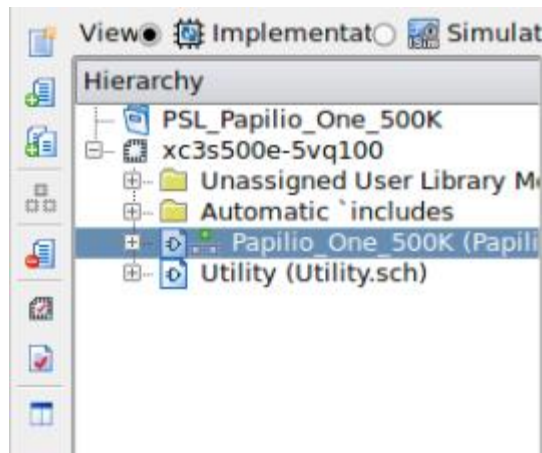 View Implementat Simulat
Hierarchy
PSL_Papilio_One_500K
xc3s500e-5vq100
Unassigned User Library M
Automatic `includes
Papilio_One_500K (Papili
Utility (Utility.sch)